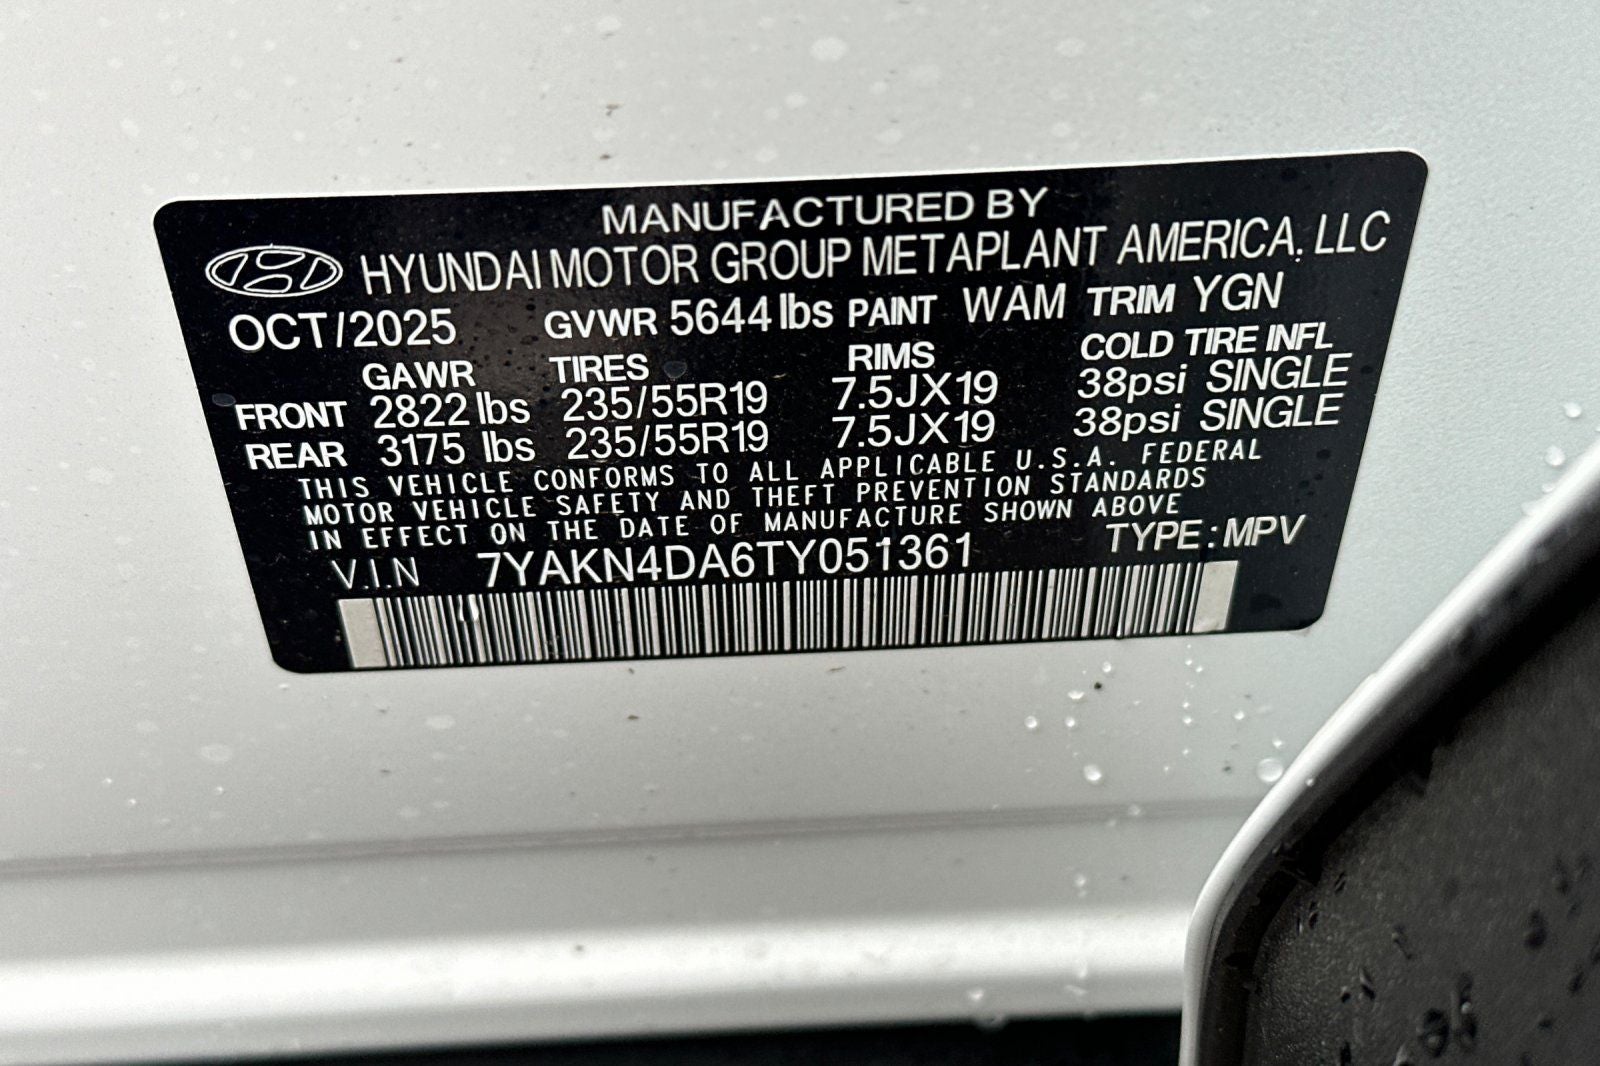 MANUFACTURED BY
HYUNDAI MOTOR GROUP METAPLANT AMERICA, LLC
OCT/2025 GVWR 5644 lbs PAINT WAM TRIM YGN
GAWR TIRES RIMS COLD TIRE INFL
FRONT 2822 lbs 235/55R19 7.5JX19 38psi SINGLE
REAR 3175 lbs 235/55R19 7.5JX19 38psi SINGLE
THIS VEHICLE CONFORMS TO ALL APPLICABLE U.S.A. FEDERAL
MOTOR VEHICLE SAFETY AND THEFT PREVENTION STANDARDS
IN EFFECT ON THE DATE OF MANUFACTURE SHOWN ABOVE
V.I.N 7YAKN4DA6TY051361 TYPE : MPV